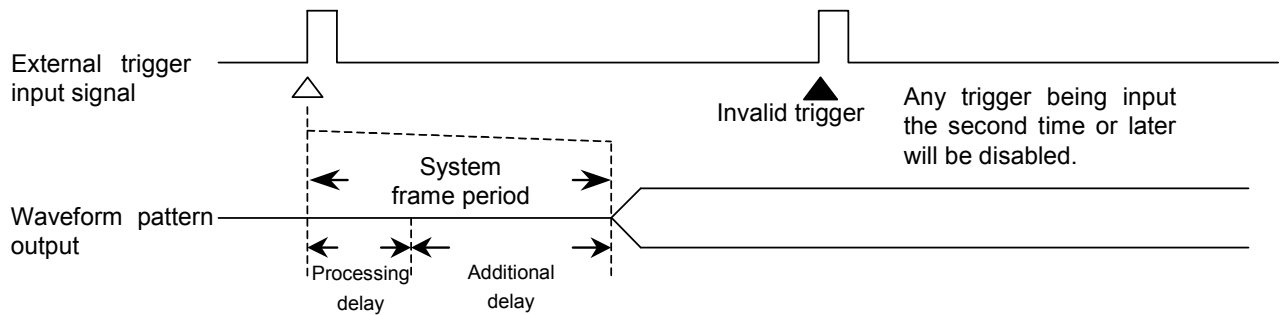 External trigger
input signal
Invalid trigger
Any trigger being input
the second time or later
will be disabled.
System
frame period
Waveform pattern
output
Processing
delay
Additional
delay